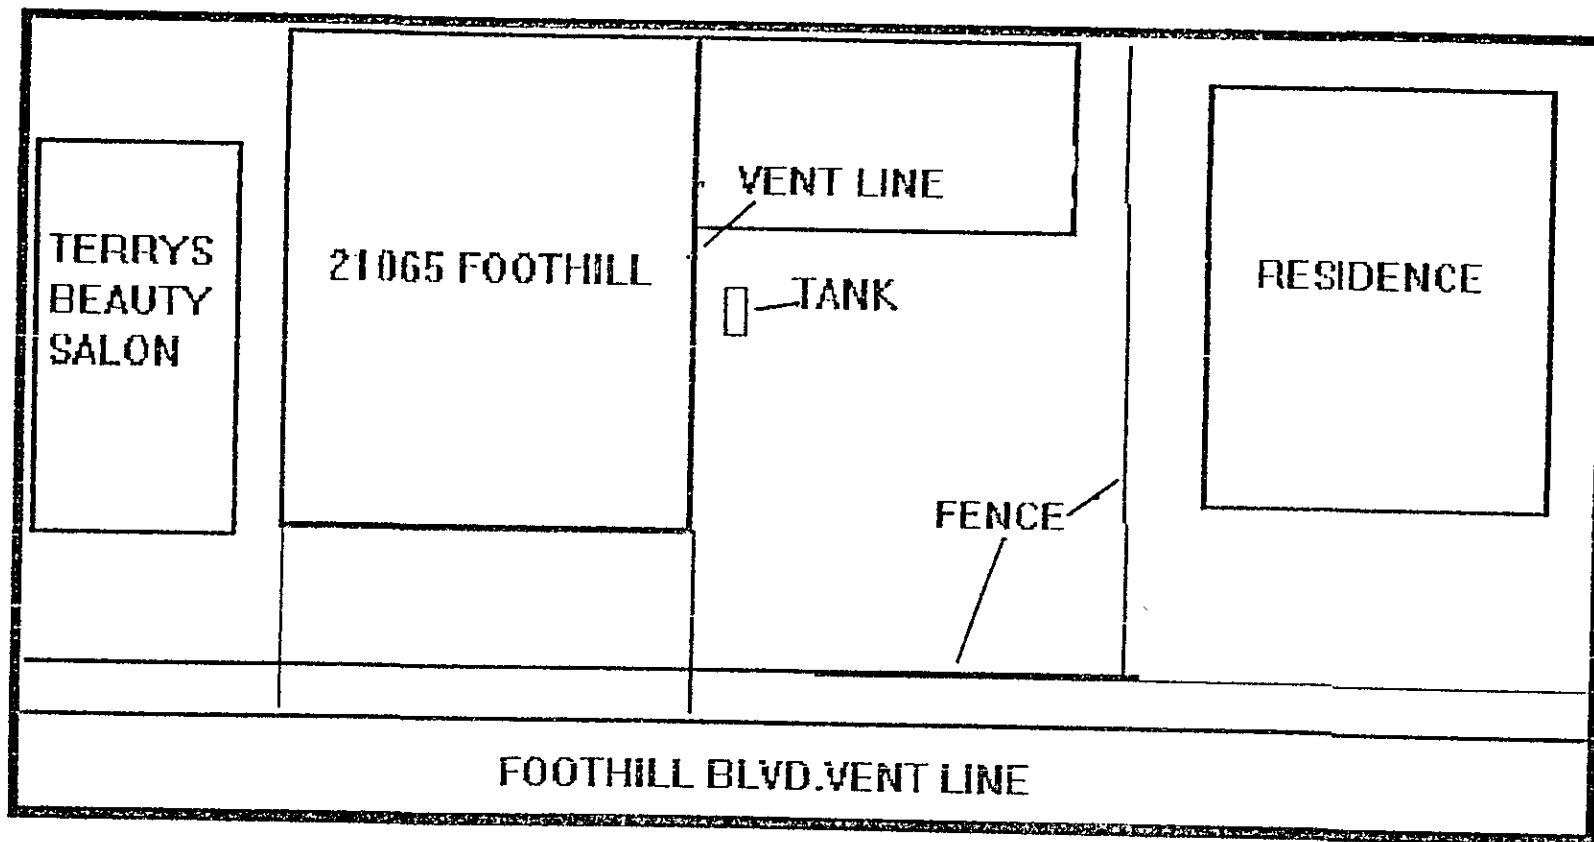 VENT LINE
TERRYS
BEAUTY
SALON
21065 FOOTHILL
TANK
RESIDENCE
FENCE
FOOTHILL BLVD.VENT LINE